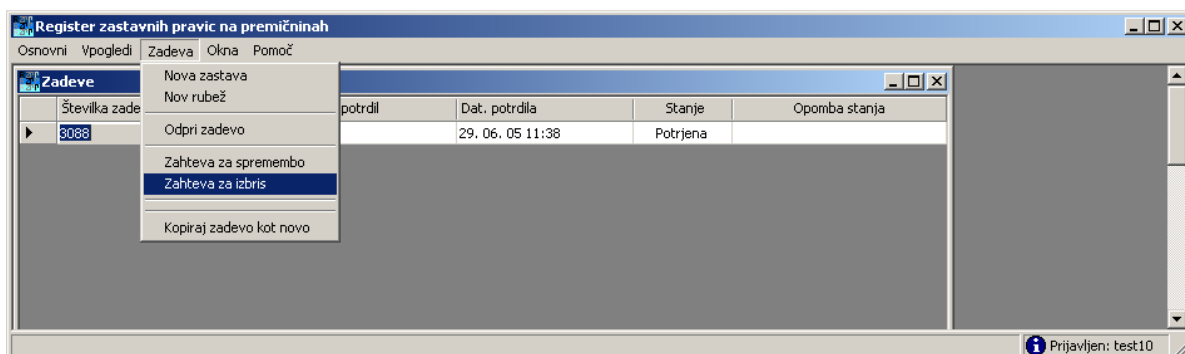 Register zastavnih pravic na premičninah
Osnovni Vpogledi Zadeva Okna Pomoč
Zadeve
Nova zastava
Nov rubež
Odpri zadevo
Zahteva za spremembo
Zahteva za izbris
Kopiraj zadevo kot novo
Številka zade potrdil Dat. potrdila Stanje Opomba stanja
3088 29. 06. 05 11:38 Potrjena
Prijavljen: test10